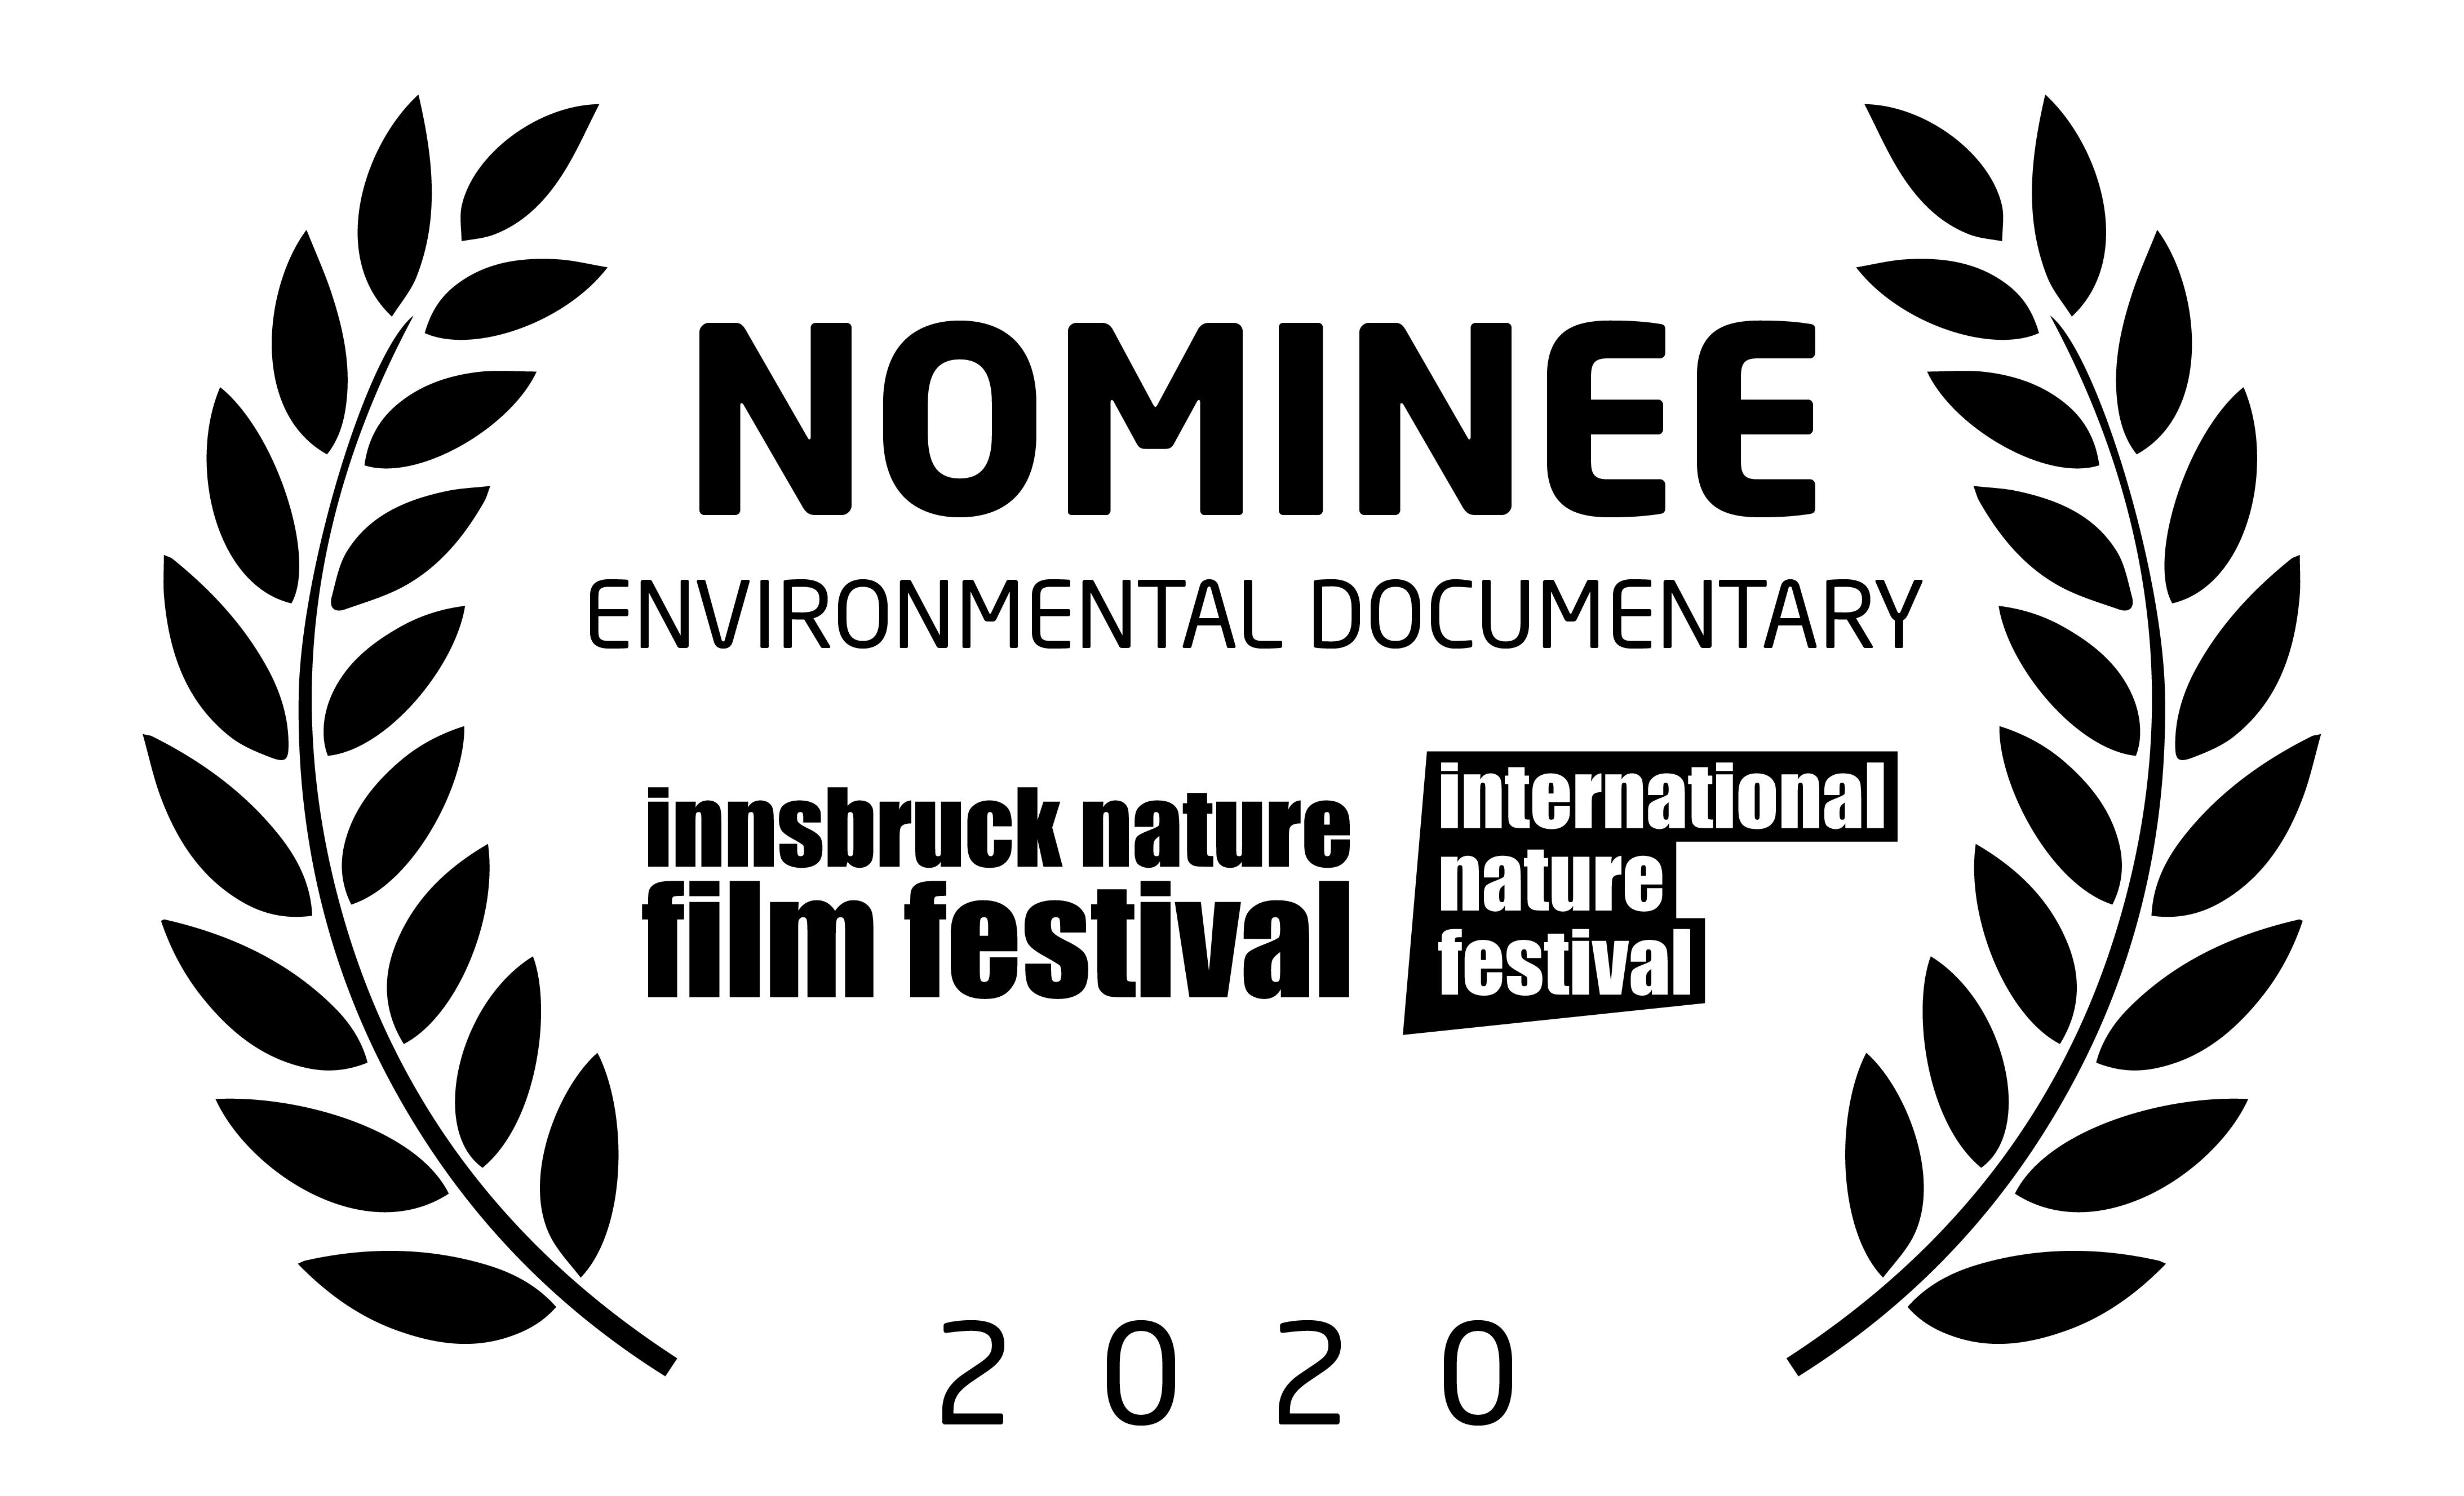 NOMINEE
ENVIRONMENTAL DOCUMENTARY
innsbruck nature
film festival
international
nature
festival
2020